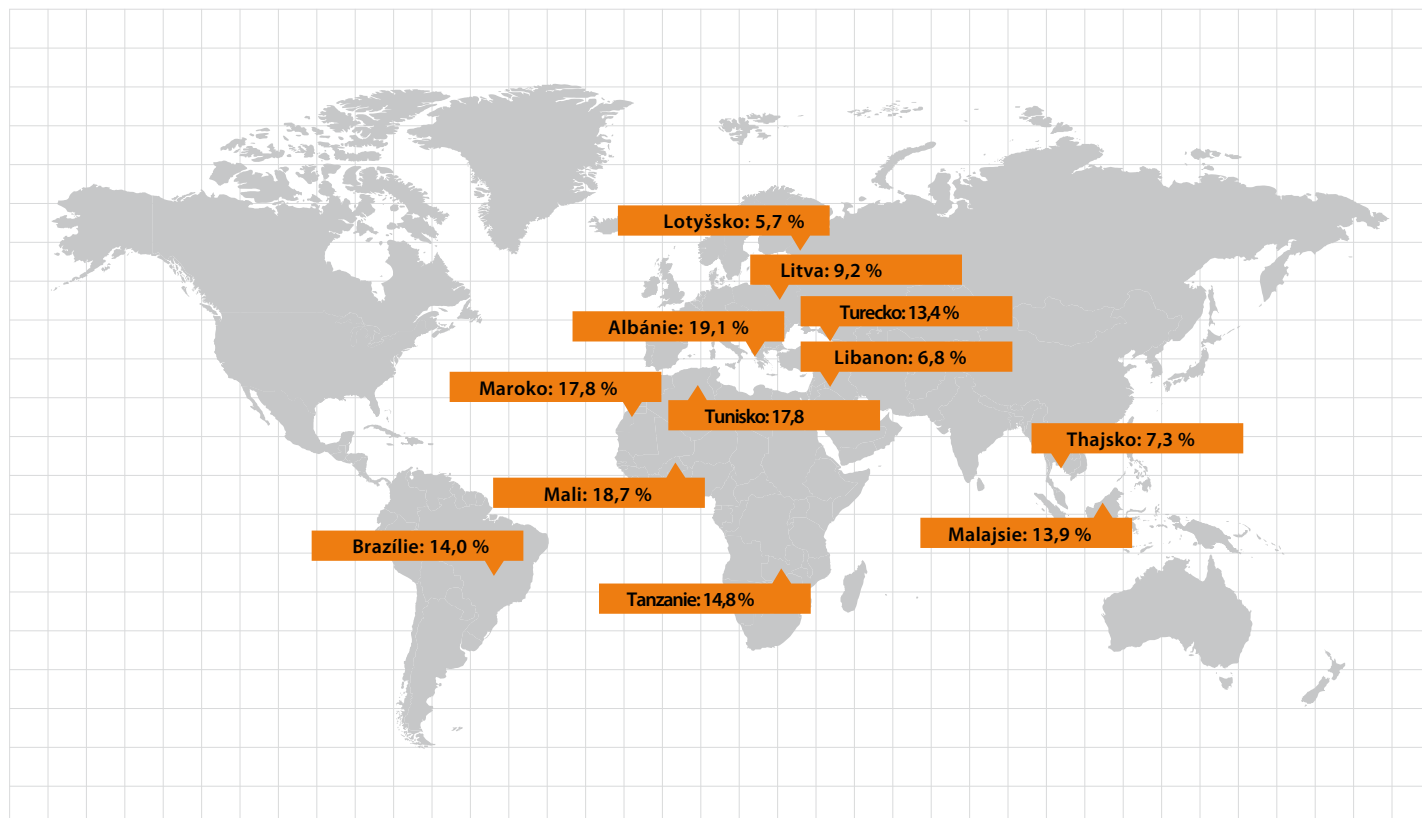 Lotyšsko: 5,7 %
Litva: 9,2 %
Turecko: 13,4 %
Albánie: 19,1 %
Libanon: 6,8 %
Maroko: 17,8 %
Tunisko: 17,8
Thajsko: 7,3 %
Mali: 18,7 %
Malajsie: 13,9 %
Brazílie: 14,0 %
Tanzanie: 14,8 %